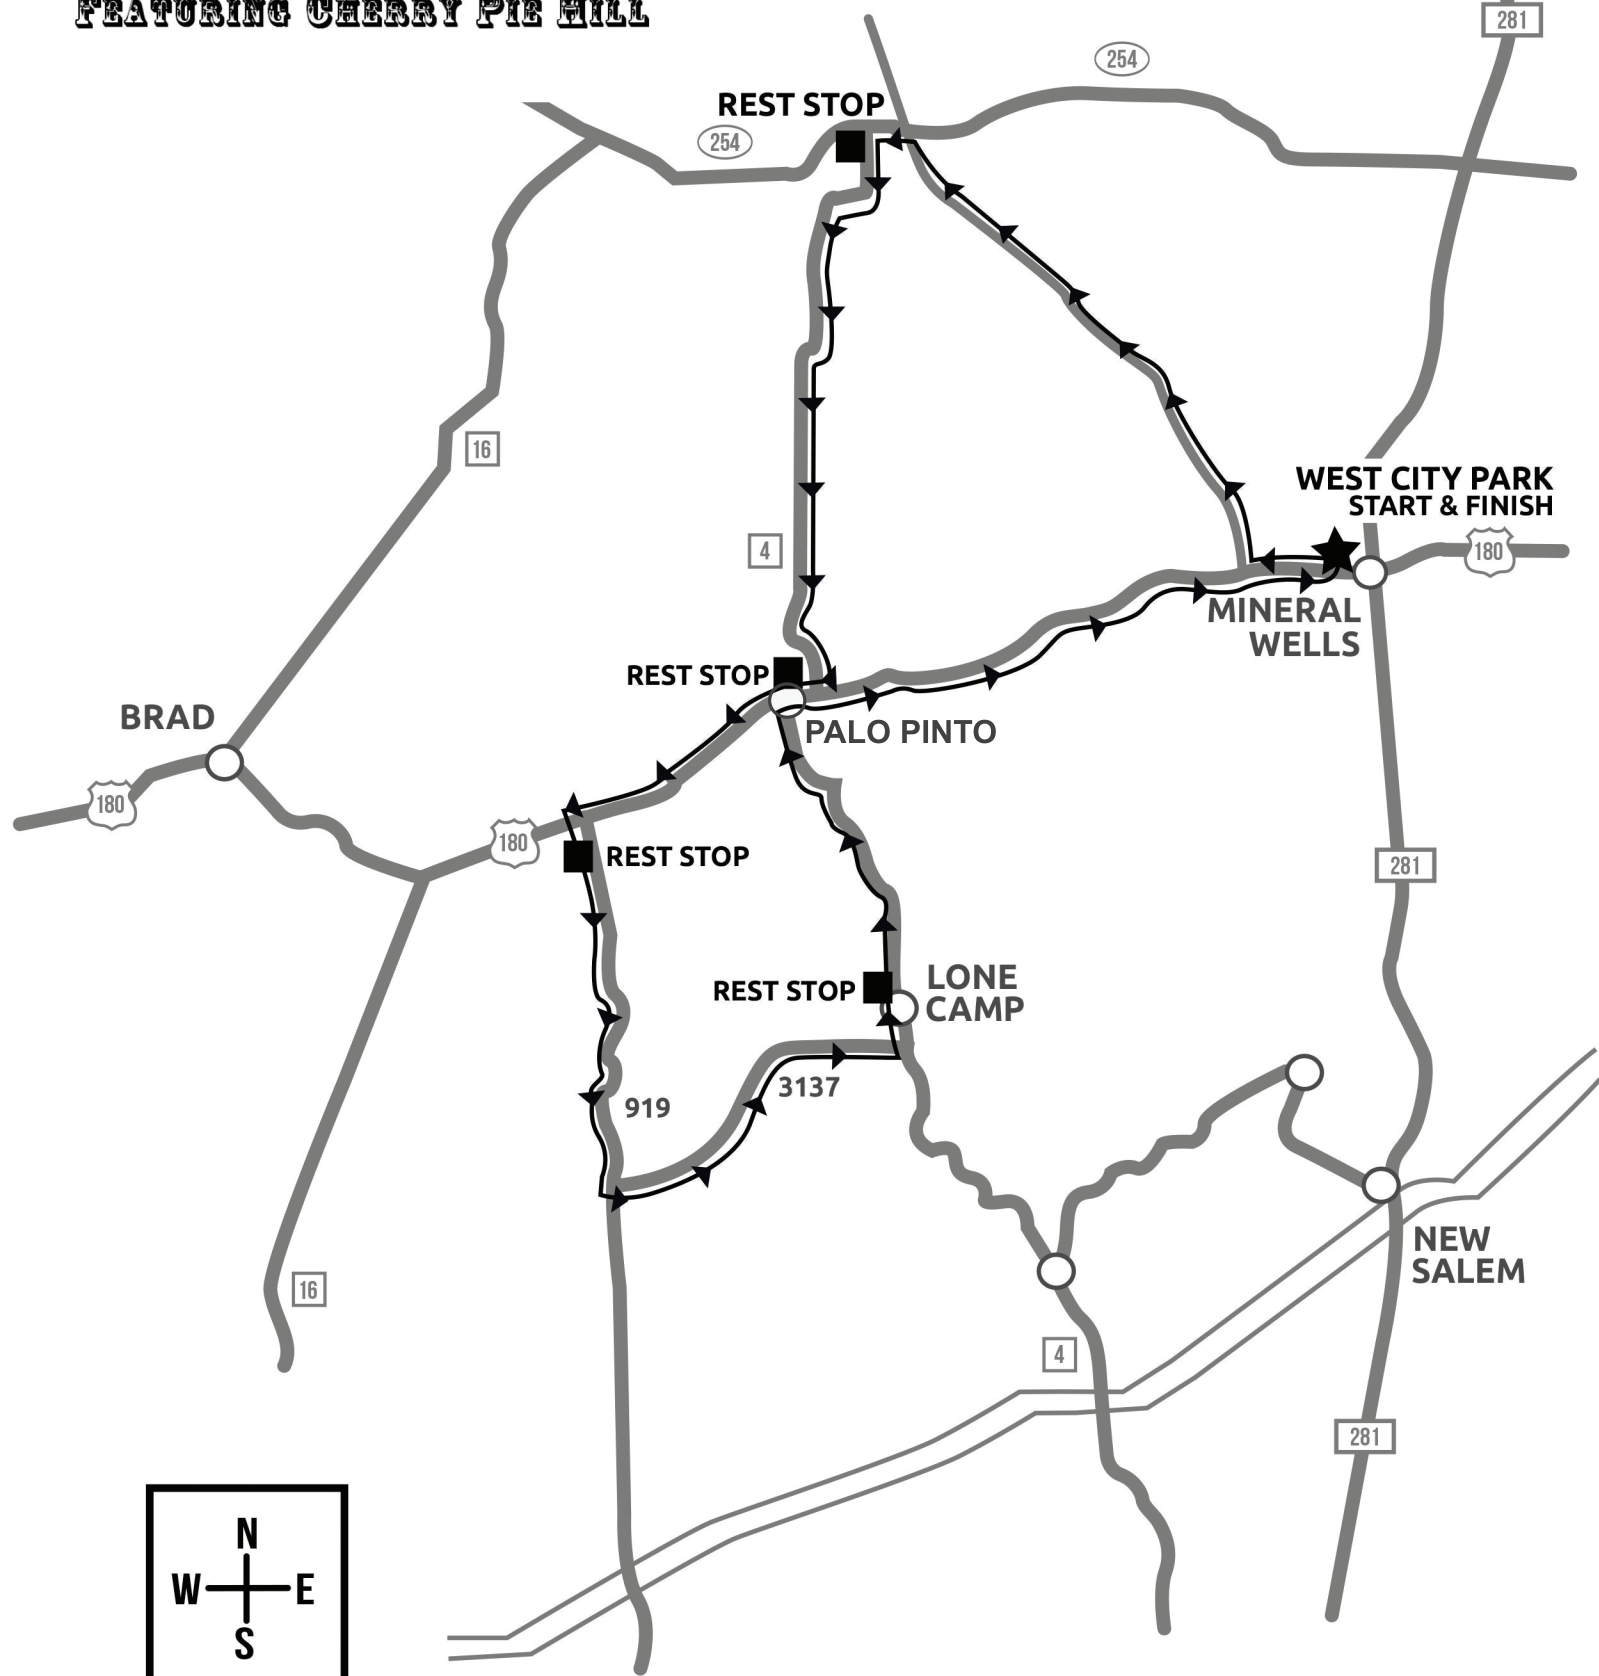 FEATURING CHERRY PIE HILL
281
254
REST STOP
254
16
WEST CITY PARK
START & FINISH
4
180
MINERAL
WELLS
REST STOP
BRAD
PALO PINTO
180
180
REST STOP
281
LONE
CAMP
REST STOP
3137
919
NEW
SALEM
16
4
281
N
W E
S